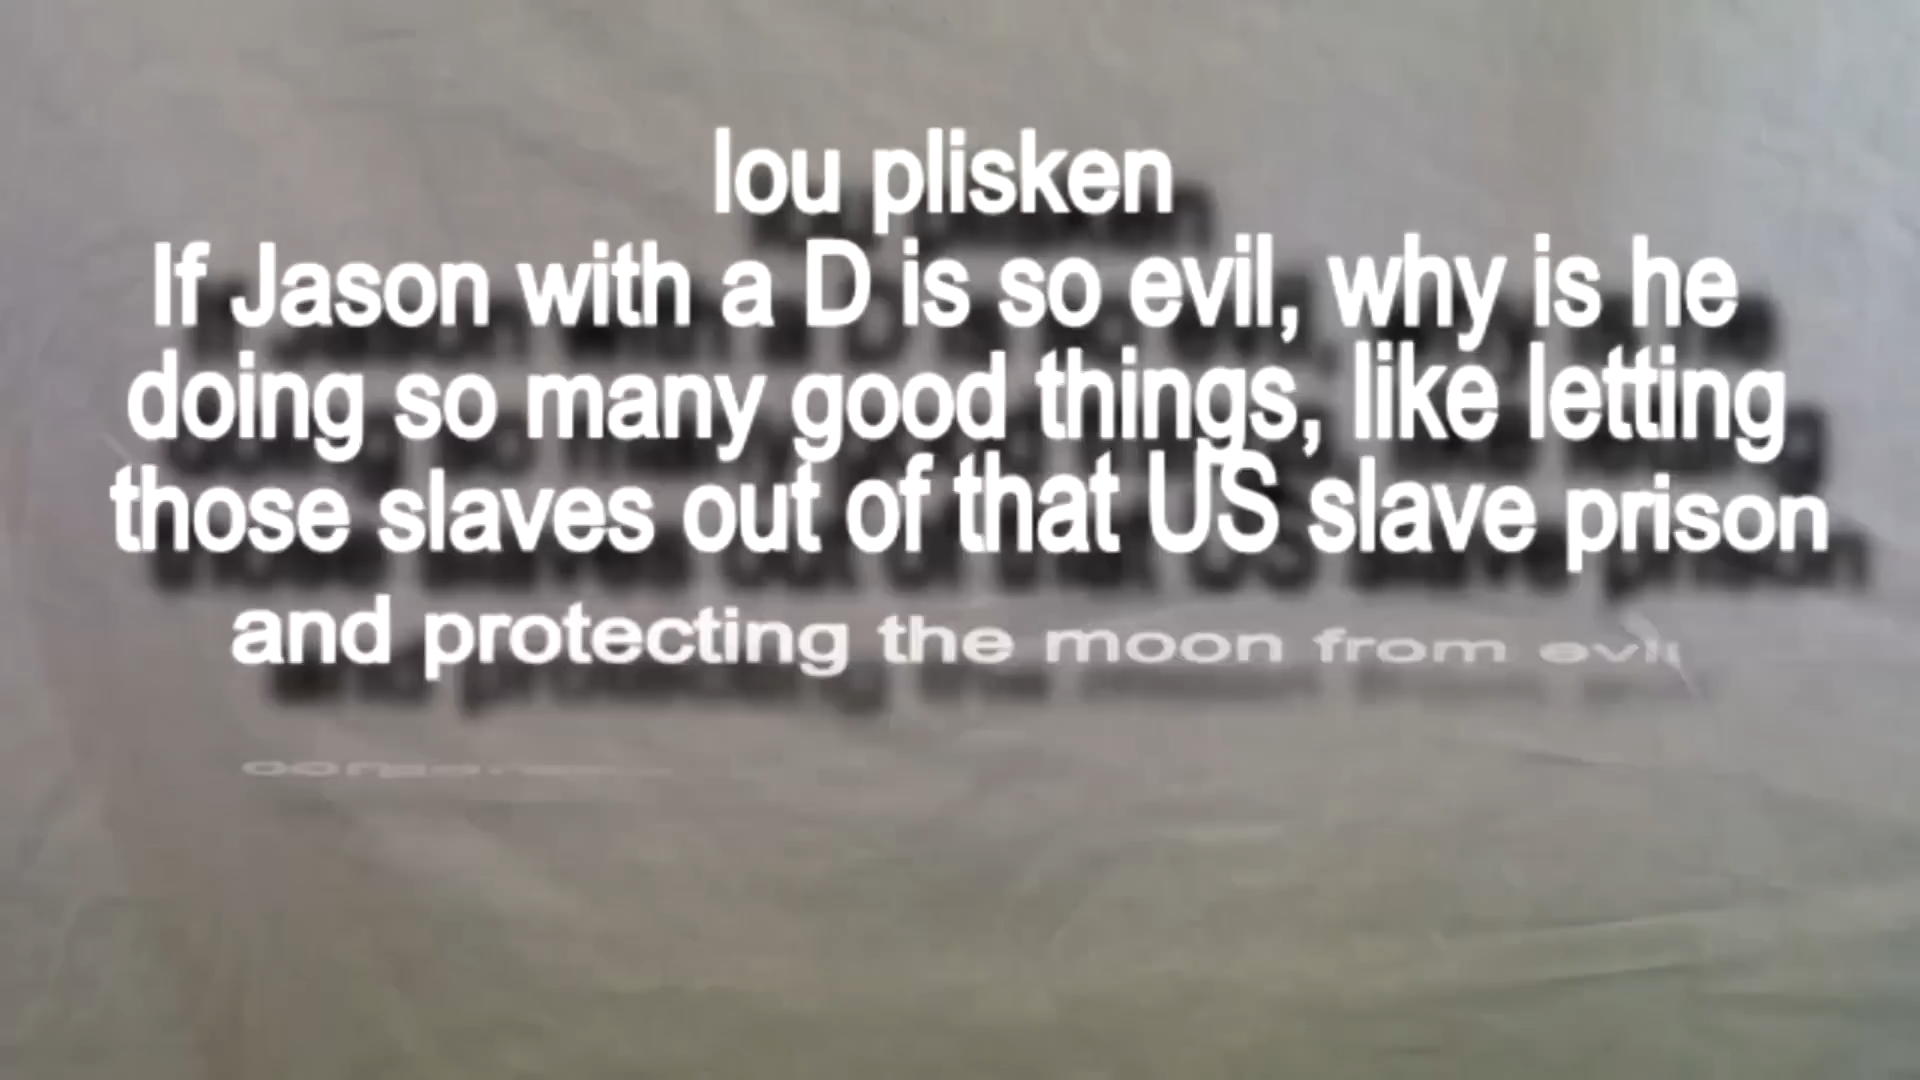 lou plisken
If Jason with a D is so evil, why is he
doing so many good things, like letting
those slaves out of that US slave prison
and protecting the moon from evil